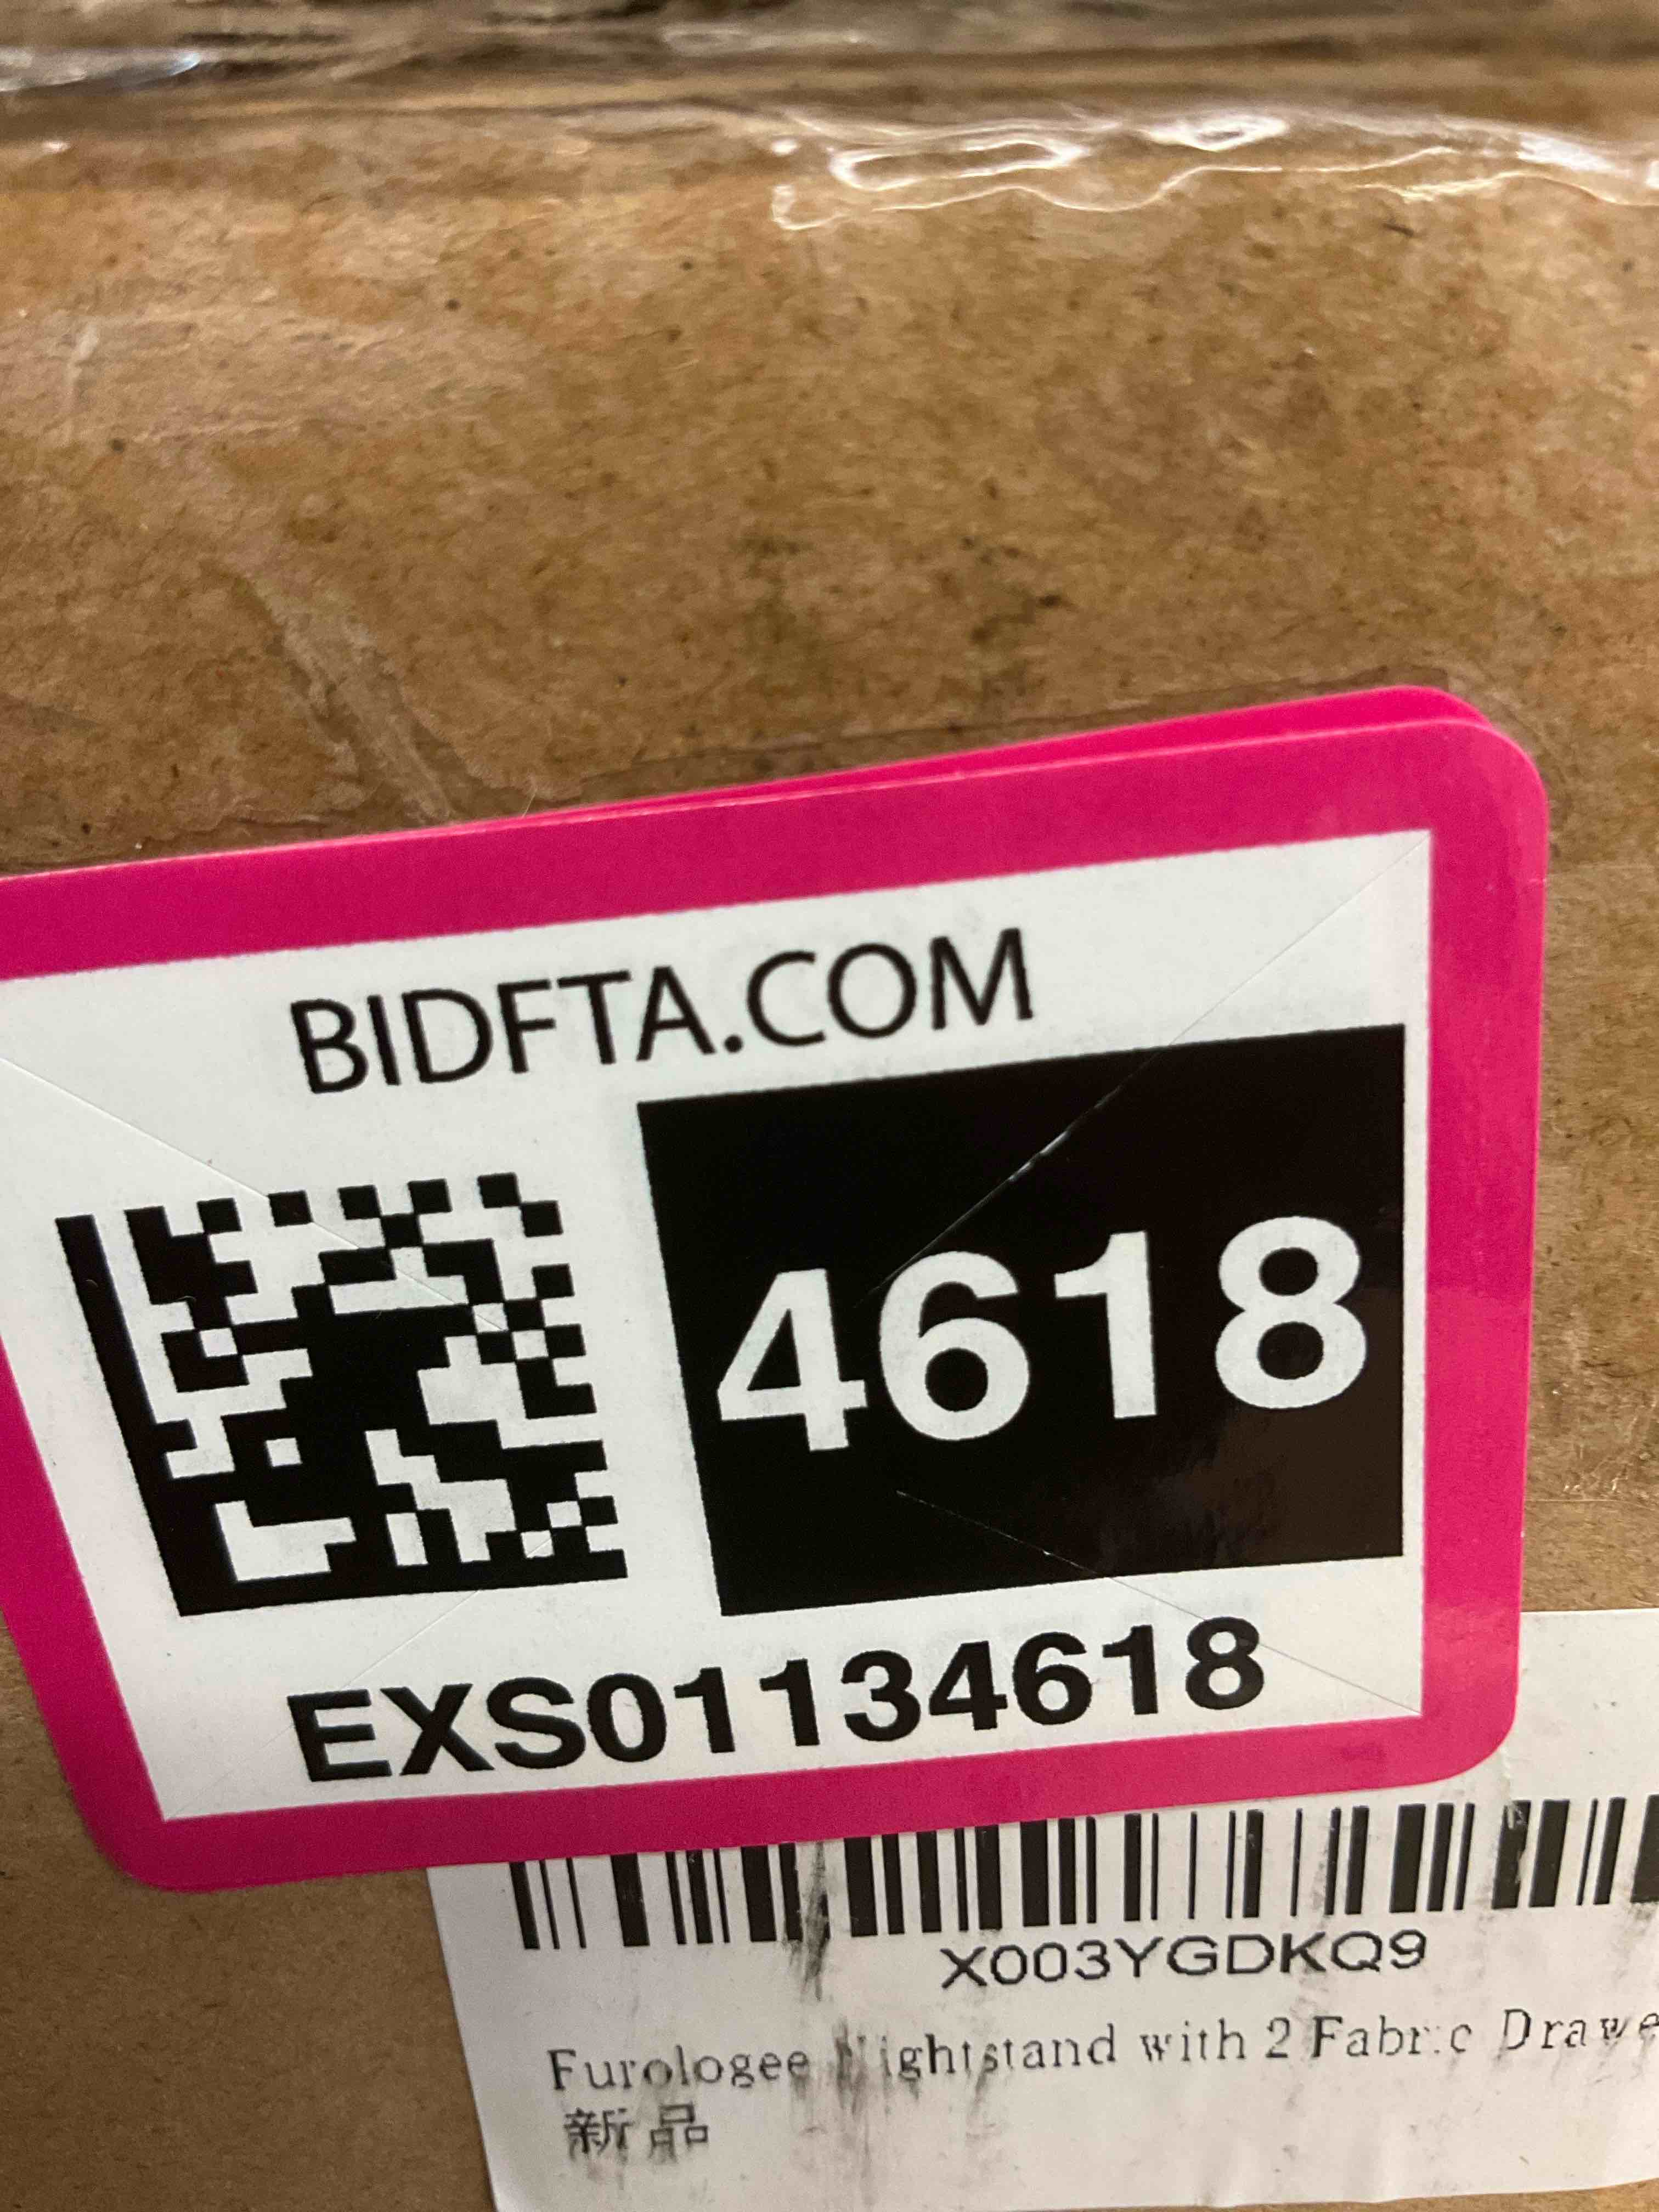 BIDFTA.COM
4618
EXS01134618
X003YGDKQ9
Furologee Nightstand with 2 Fabric Drawe
新品